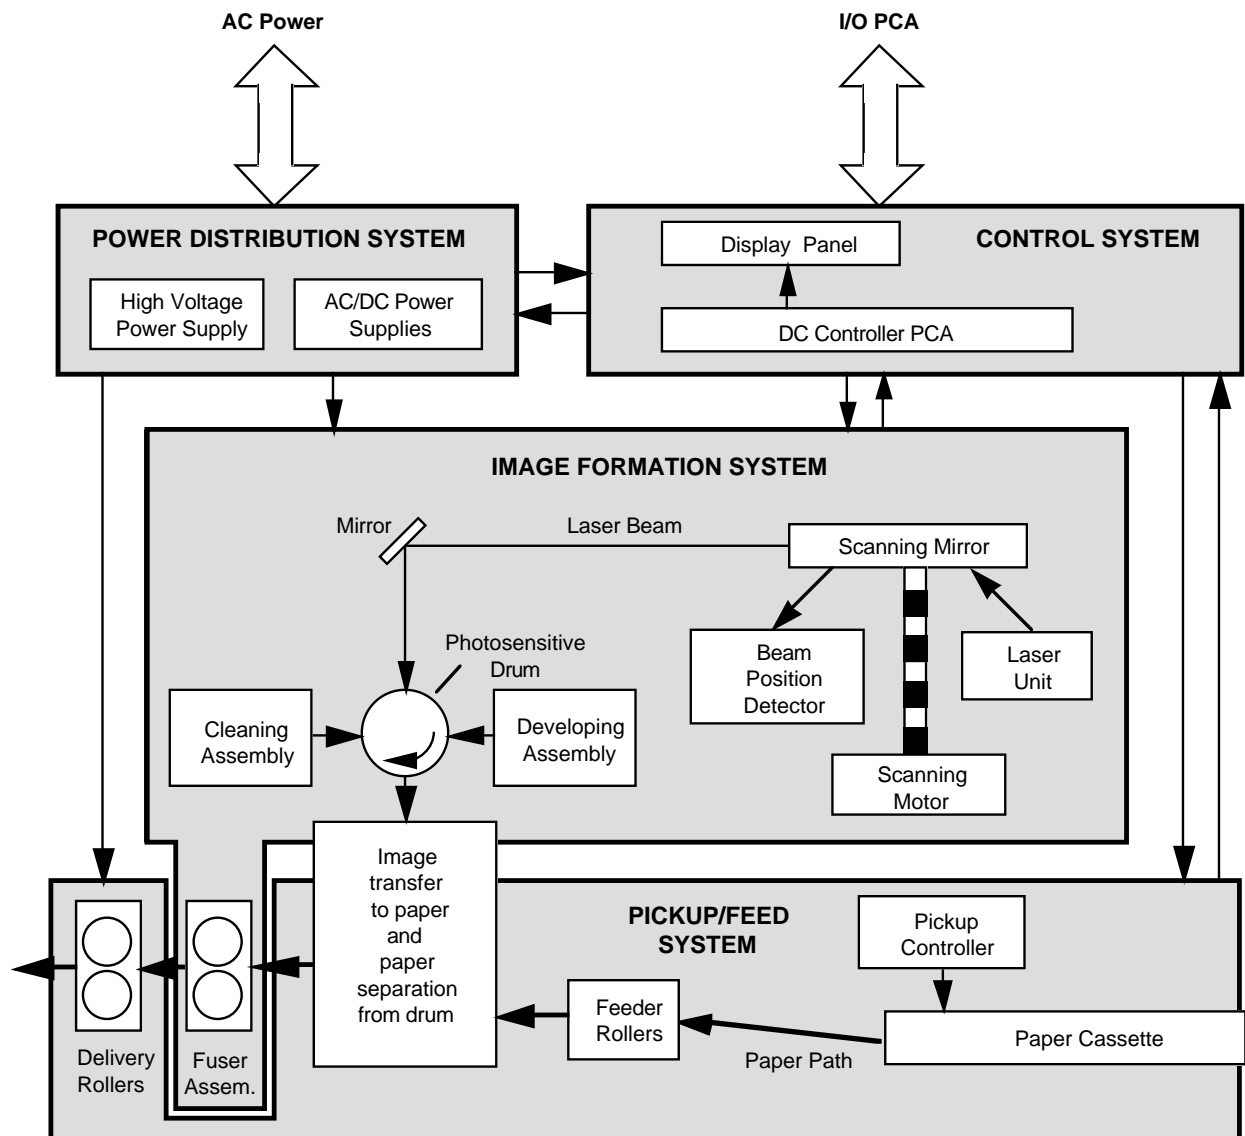 AC Power
I/O PCA
POWER DISTRIBUTION SYSTEM
High Voltage
Power Supply
AC/DC Power
Supplies
Display Panel
CONTROL SYSTEM
DC Controller PCA
IMAGE FORMATION SYSTEM
Mirror
Laser Beam
Scanning Mirror
Photosensitive
Drum
Beam
Position
Detector
Laser
Unit
Cleaning
Assembly
Developing
Assembly
Scanning
Motor
Image
transfer
to paper
and
paper
separation
from drum
PICKUP/FEED
SYSTEM
Pickup
Controller
Feeder
Rollers
Paper Cassette
Paper Path
Delivery
Rollers
Fuser
Assem.